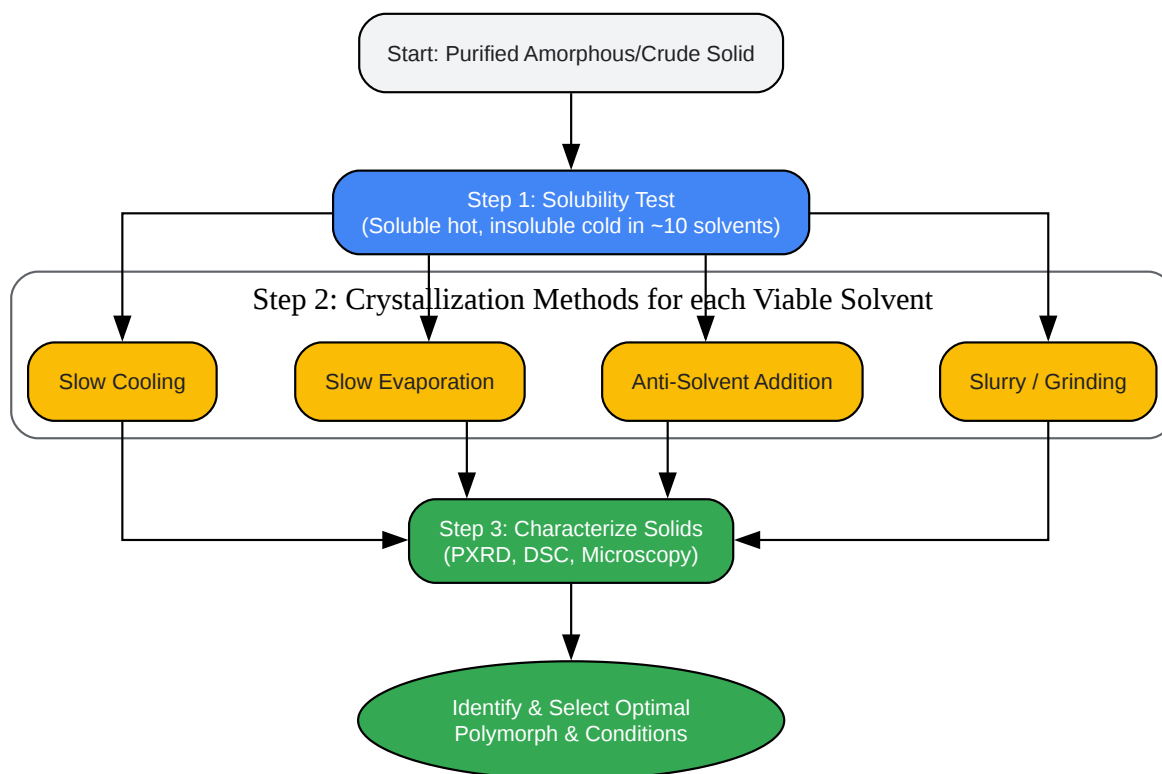 Start: Purified Amorphous/Crude Solid
Step 1: Solubility Test
(Soluble hot, insoluble cold in ~10 solvents)
Step 2: Crystallization Methods for each Viable Solvent
Slow Cooling
Slow Evaporation
Anti-Solvent Addition
Slurry / Grinding
Step 3: Characterize Solids
(PXRD, DSC, Microscopy)
Identify & Select Optimal
Polymorph & Conditions